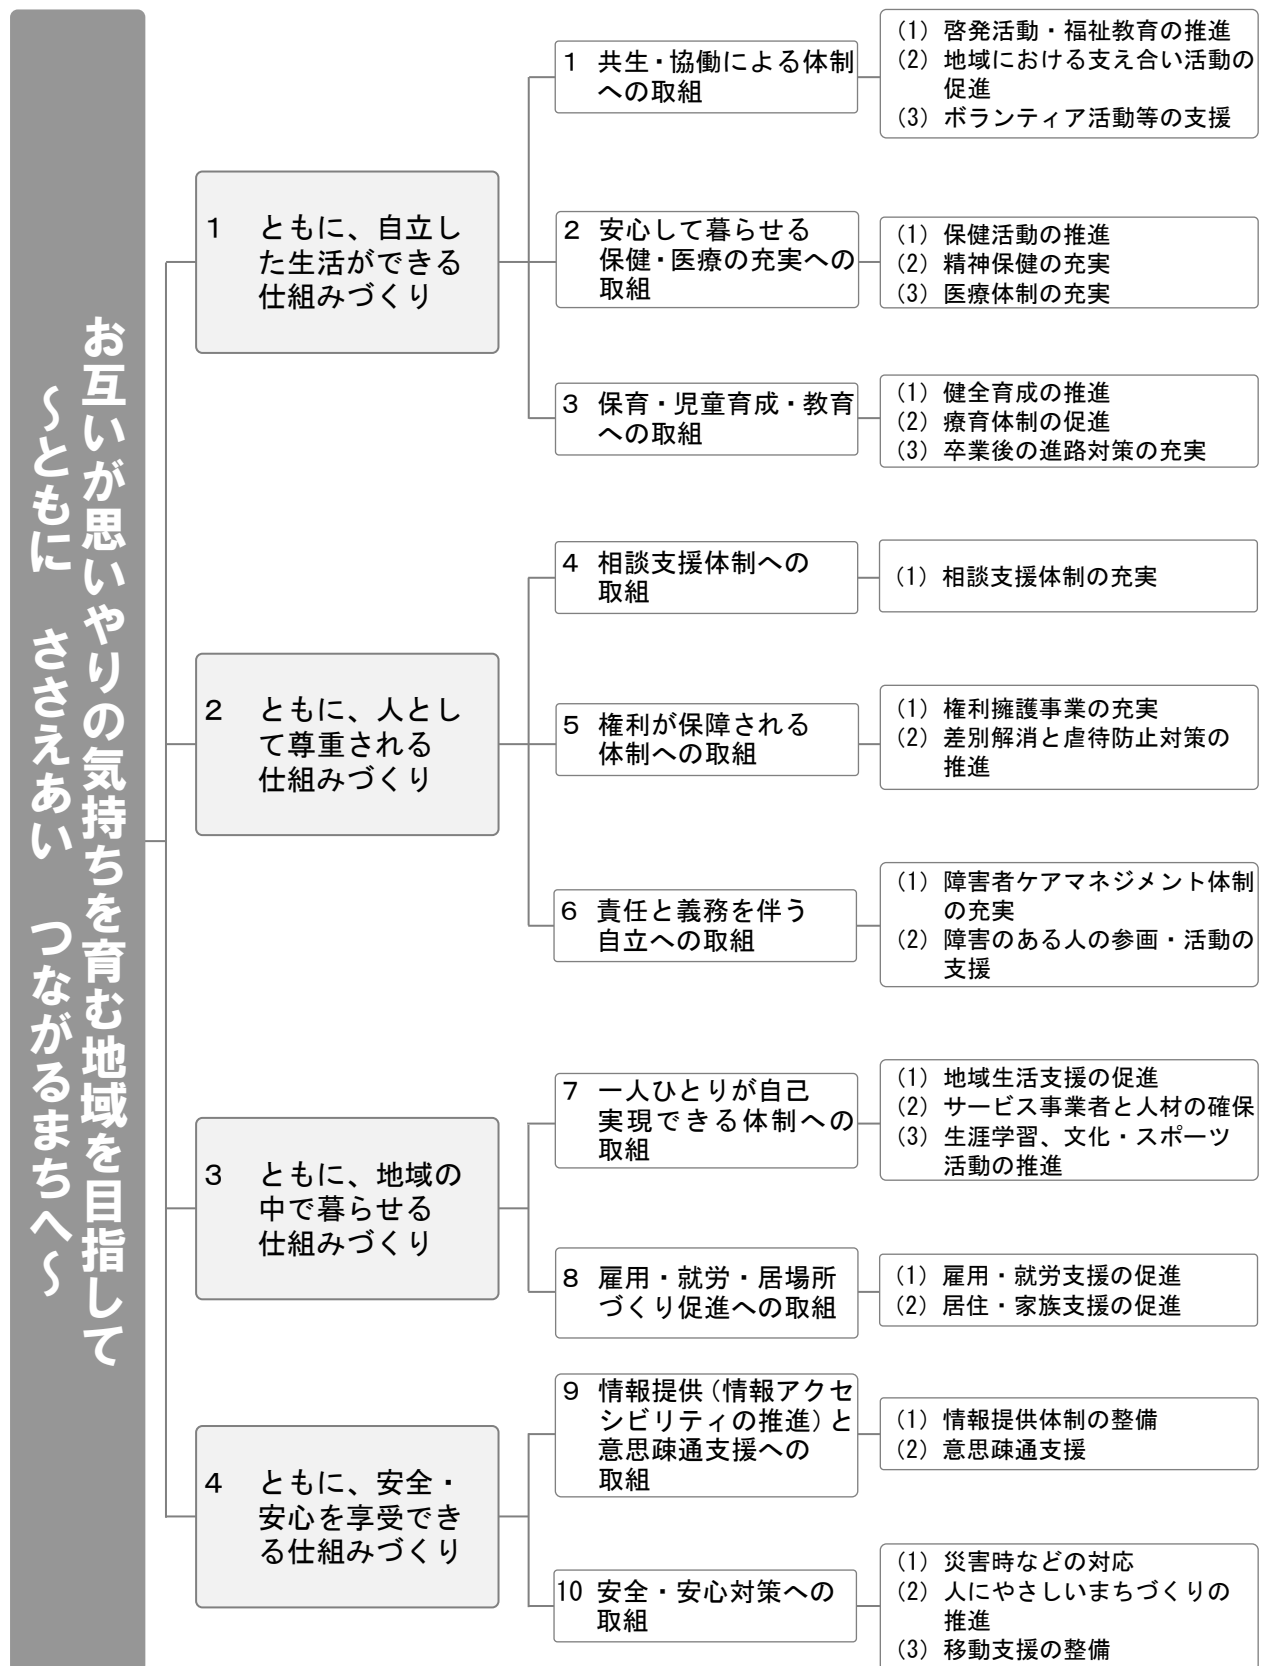 お互いが思いやりの気持ちを育む地域を目指して
～ともに　ささえあい　つながるまちへ～
1　ともに、自立し
た生活ができる
仕組みづくり
1 共生・協働による体制
への取組
(1) 啓発活動・福祉教育の推進
(2) 地域における支え合い活動の
促進
(3) ボランティア活動等の支援
2 安心して暮らせる
保健・医療の充実への
取組
(1) 保健活動の推進
(2) 精神保健の充実
(3) 医療体制の充実
3 保育・児童育成・教育
への取組
(1) 健全育成の推進
(2) 療育体制の促進
(3) 卒業後の進路対策の充実
2　ともに、人とし
て尊重される
仕組みづくり
4 相談支援体制への
取組
(1) 相談支援体制の充実
5 権利が保障される
体制への取組
(1) 権利擁護事業の充実
(2) 差別解消と虐待防止対策の
推進
6 責任と義務を伴う
自立への取組
(1) 障害者ケアマネジメント体制
の充実
(2) 障害のある人の参画・活動の
支援
3　ともに、地域の
中で暮らせる
仕組みづくり
7 一人ひとりが自己
実現できる体制への
取組
(1) 地域生活支援の促進
(2) サービス事業者と人材の確保
(3) 生涯学習、文化・スポーツ
活動の推進
8 雇用・就労・居場所
づくり促進への取組
(1) 雇用・就労支援の促進
(2) 居住・家族支援の促進
4　ともに、安全・
安心を享受でき
る仕組みづくり
9 情報提供（情報アクセ
シビリティの推進）と
意思疎通支援への
取組
(1) 情報提供体制の整備
(2) 意思疎通支援
10 安全・安心対策への
取組
(1) 災害時などの対応
(2) 人にやさしいまちづくりの
推進
(3) 移動支援の整備